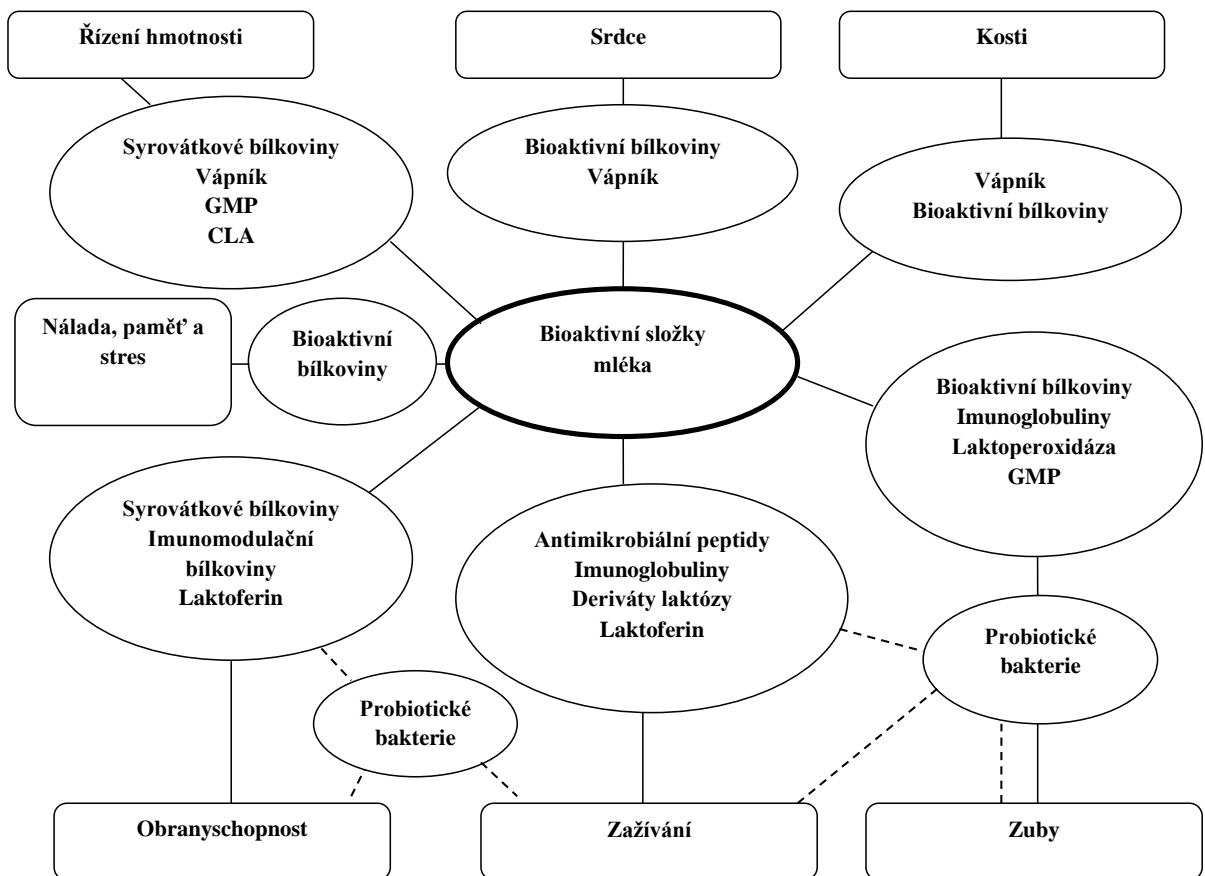 Řízení hmotnosti
Srdce
Kosti
Syrovátkové bílkoviny
Vápník
GMP
CLA
Bioaktivní bílkoviny
Vápník
Vápník
Bioaktivní bílkoviny
Nálada, paměť a
stres
Bioaktivní
bílkoviny
Bioaktivní složky
mléka
Bioaktivní bílkoviny
Imunoglobuliny
Laktoperoxidáza
GMP
Syrovátkové bílkoviny
Imunomodulační
bílkoviny
Laktoferin
Antimikrobiální peptidy
Imunoglobuliny
Deriváty laktózy
Laktoferin
Probiotické
bakterie
Probiotické
bakterie
Obranyschopnost
Zažívání
Zuby